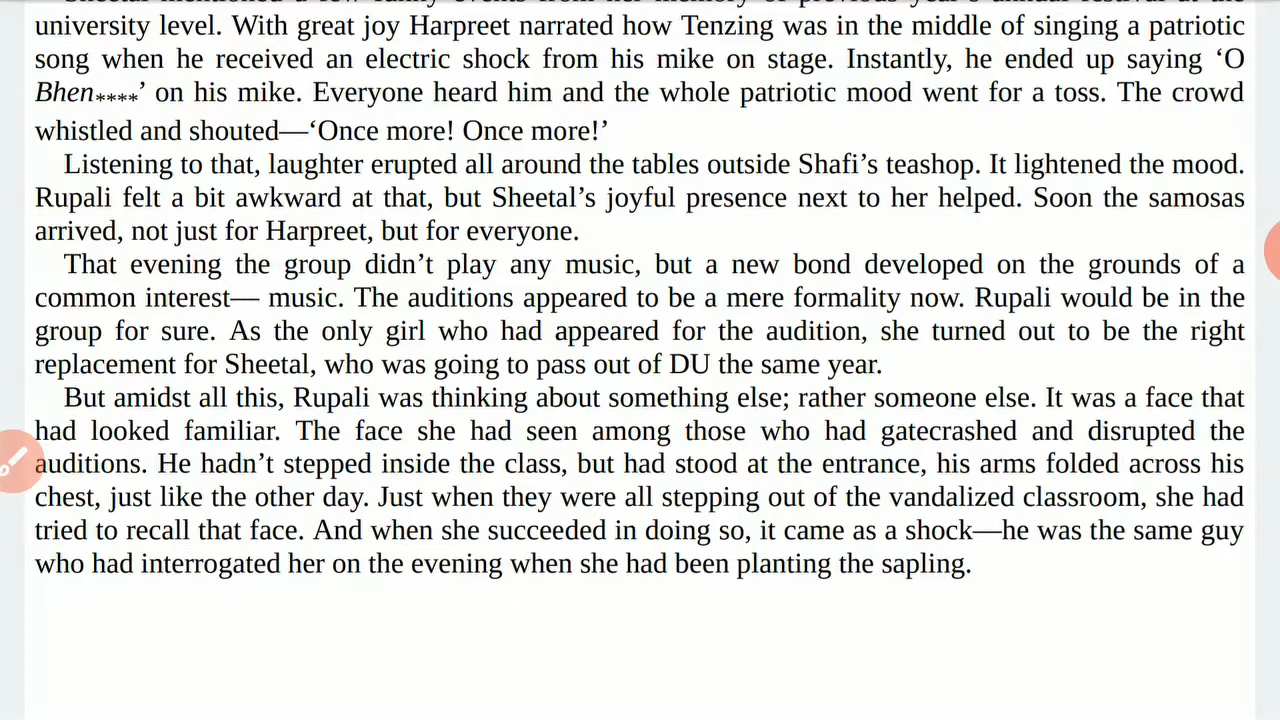 university level. With great joy Harpreet narrated how Tenzing was in the middle of singing a patriotic
song when he received an electric shock from his mike on stage. Instantly, he ended up saying ‘O
Bhen****’ on his mike. Everyone heard him and the whole patriotic mood went for a toss. The crowd
whistled and shouted—‘Once more! Once more!’
Listening to that, laughter erupted all around the tables outside Shafi’s teashop. It lightened the mood.
Rupali felt a bit awkward at that, but Sheetal’s joyful presence next to her helped. Soon the samosas
arrived, not just for Harpreet, but for everyone.
That evening the group didn’t play any music, but a new bond developed on the grounds of a
common interest— music. The auditions appeared to be a mere formality now. Rupali would be in the
group for sure. As the only girl who had appeared for the audition, she turned out to be the right
replacement for Sheetal, who was going to pass out of DU the same year.
But amidst all this, Rupali was thinking about something else; rather someone else. It was a face that
had looked familiar. The face she had seen among those who had gatecrashed and disrupted the
auditions. He hadn’t stepped inside the class, but had stood at the entrance, his arms folded across his
chest, just like the other day. Just when they were all stepping out of the vandalized classroom, she had
tried to recall that face. And when she succeeded in doing so, it came as a shock—he was the same guy
who had interrogated her on the evening when she had been planting the sapling.